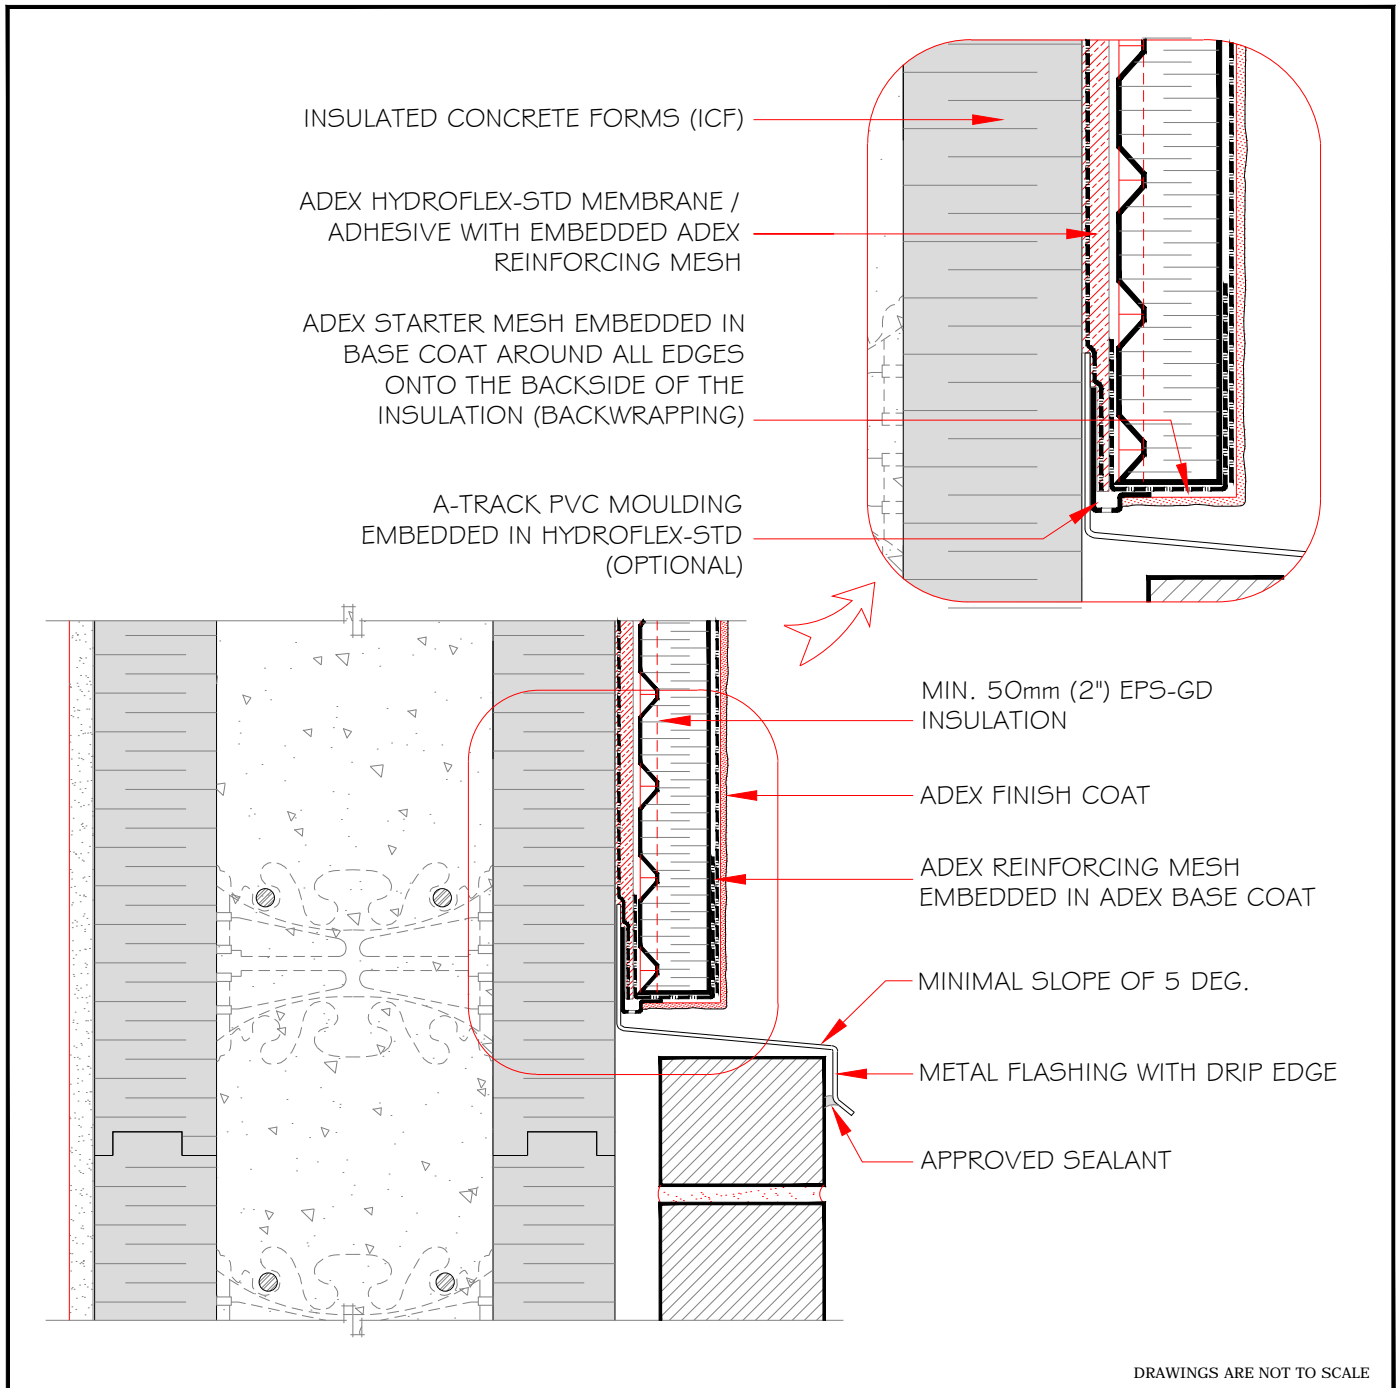 INSULATED CONCRETE FORMS (ICF)
ADEX HYDROFLEX-STD MEMBRANE /
ADHESIVE WITH EMBEDDED ADEX
REINFORCING MESH
ADEX STARTER MESH EMBEDDED IN
BASE COAT AROUND ALL EDGES
ONTO THE BACKSIDE OF THE
INSULATION (BACKWRAPPING)
A-TRACK PVC MOULDING
EMBEDDED IN HYDROFLEX-STD
(OPTIONAL)
MIN. 50mm (2") EPS-GD
INSULATION
ADEX FINISH COAT
ADEX REINFORCING MESH
EMBEDDED IN ADEX BASE COAT
MINIMAL SLOPE OF 5 DEG.
METAL FLASHING WITH DRIP EDGE
APPROVED SEALANT
DRAWINGS ARE NOT TO SCALE